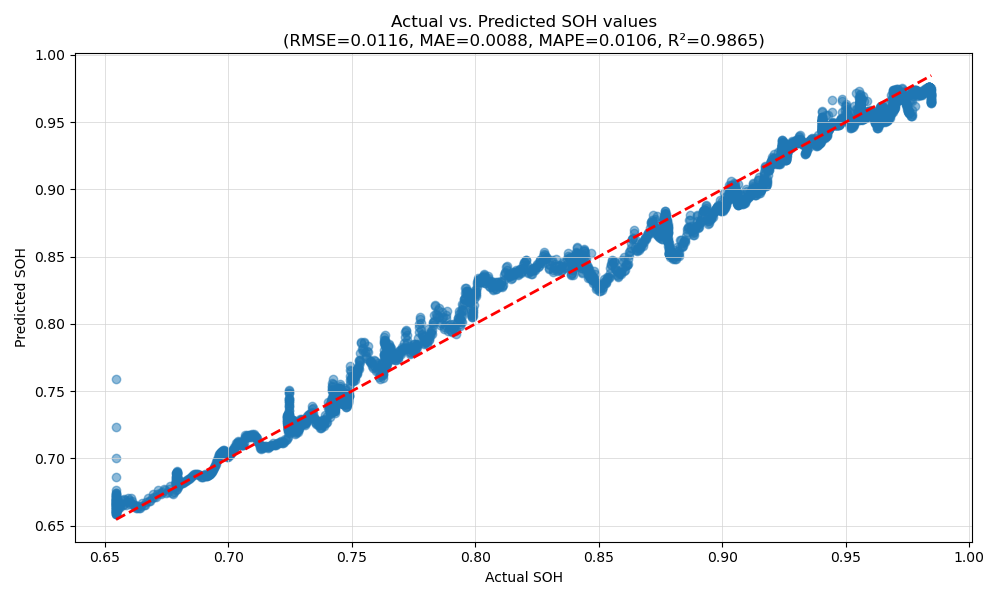 Actual vs. Predicted SOH values
(RMSE=0.0116, MAE=0.0088, MAPE=0.0106, R²=0.9865)
1.00
0.95
0.90
0.85
0.80
0.75
0.70
0.65
Predicted SOH
0.65 0.70 0.75 0.80 0.85 0.90 0.95 1.00
Actual SOH